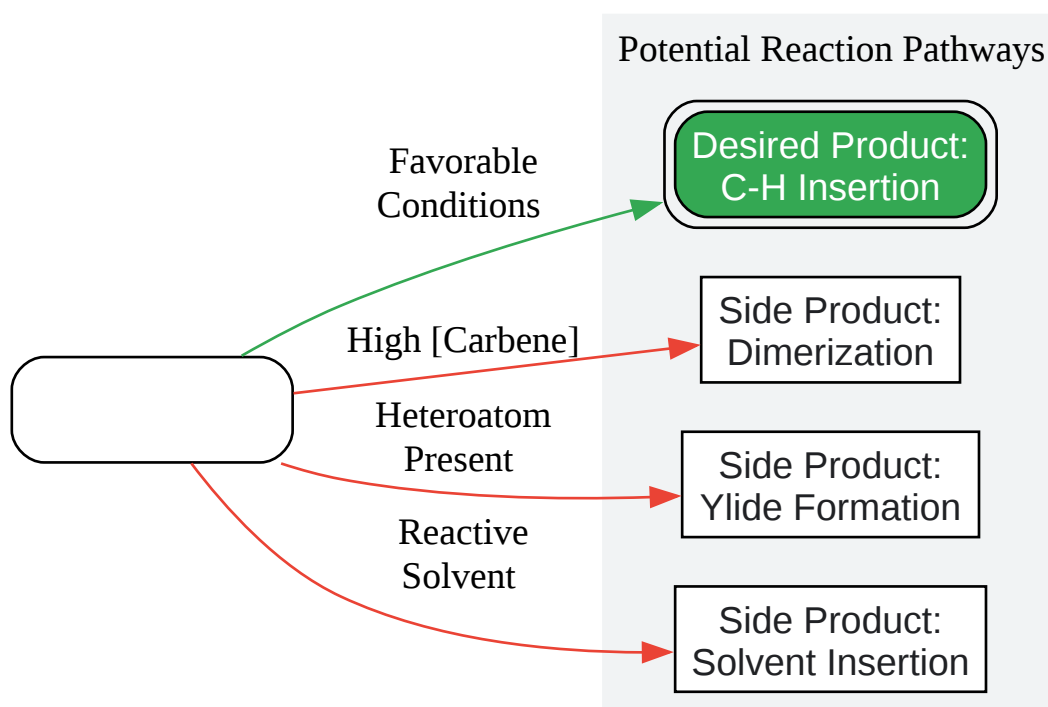 Potential Reaction Pathways
Desired Product:
C-H Insertion
Favorable
Conditions
Side Product:
Dimerization
High [Carbene]
Heteroatom
Present
Side Product:
Ylide Formation
Reactive
Solvent
Side Product:
Solvent Insertion